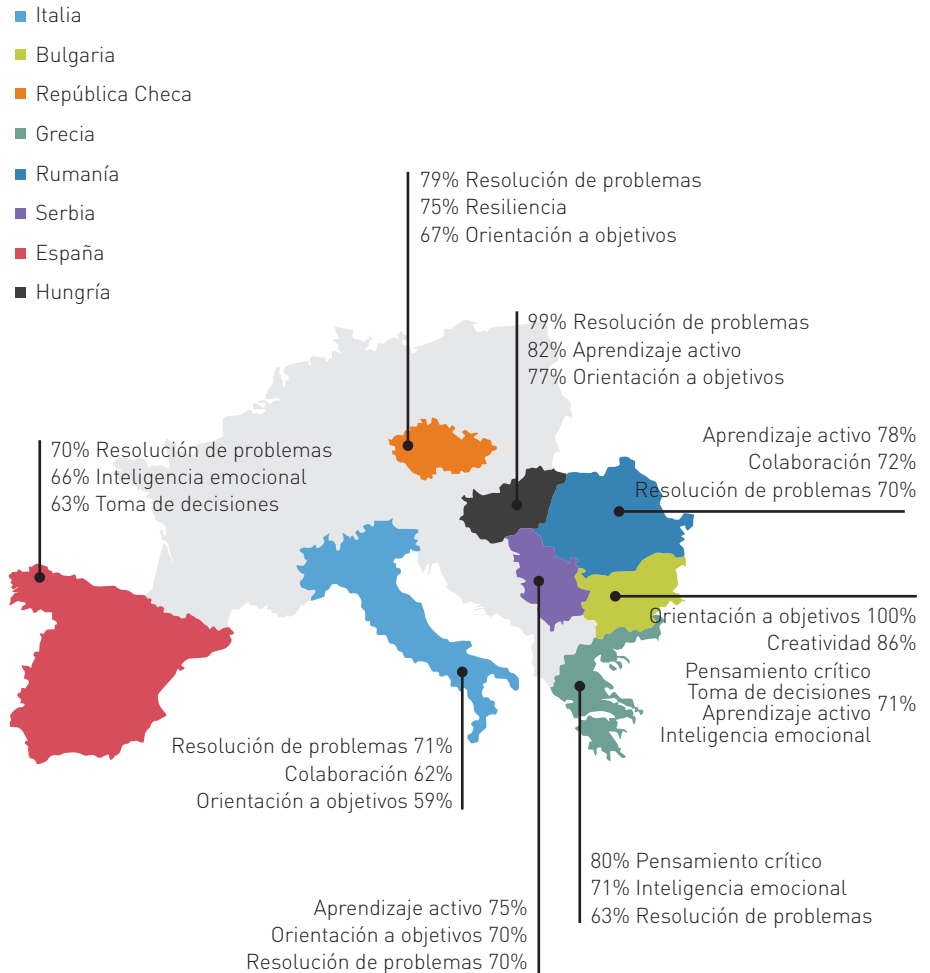 Italia
Bulgaria
República Checa
Grecia
Rumanía
Serbia
España
Hungría
79% Resolución de problemas
75% Resiliencia
67% Orientación a objetivos
99% Resolución de problemas
82% Aprendizaje activo
77% Orientación a objetivos
70% Resolución de problemas
66% Inteligencia emocional
63% Toma de decisiones
Aprendizaje activo 78%
Colaboración 72%
Resolución de problemas 70%
Orientación a objetivos 100%
Creatividad 86%
Pensamiento crítico
Toma de decisiones
Aprendizaje activo
Inteligencia emocional
71%
Resolución de problemas 71%
Colaboración 62%
Orientación a objetivos 59%
80% Pensamiento crítico
71% Inteligencia emocional
63% Resolución de problemas
Aprendizaje activo 75%
Orientación a objetivos 70%
Resolución de problemas 70%